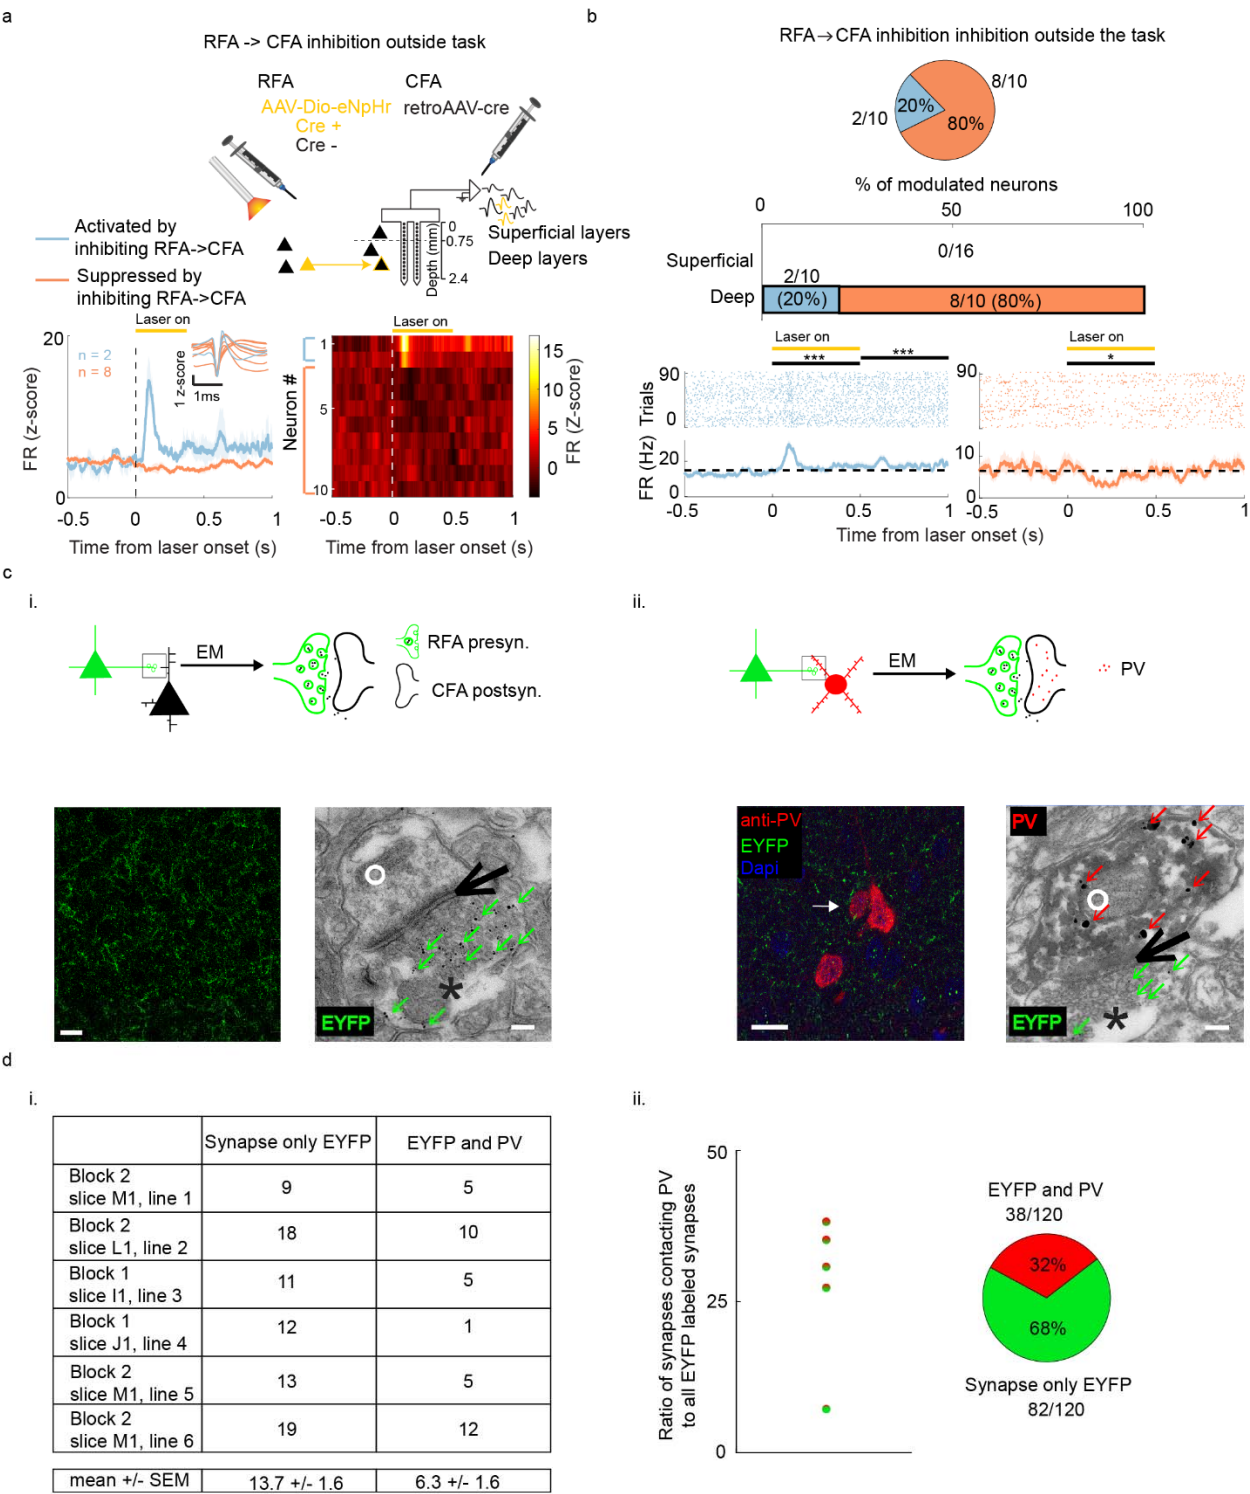 a
RFA -> CFA inhibition outside task
RFA
CFA
AAV-Dio-eNpHr
retroAAV-cre
Cre +
Cre -
Activated by
inhibiting RFA->CFA
Suppressed by
inhibiting RFA->CFA
Depth (mm)
0
0.75
2.4
Superficial layers
Deep layers
Laser on
20
n = 2
n = 8
1 z-score
1ms
FR (z-score)
0
-0.5
0
0.5
1
Time from laser onset (s)
Laser on
Neuron #
1
5
10
-0.5
0
0.5
1
Time from laser onset (s)
15
10
5
0
FR (Z-score)
b
RFA→CFA inhibition inhibition outside the task
8/10
20%
2/10
80%
% of modulated neurons
0
50
100
Superficial
0/16
2/10
Deep
(20%)
8/10 (80%)
Laser on
***
***
Trials
90
0
FR (Hz)
20
0
-0.5
0
0.5
1
Laser on
*
90
10
0
-0.5
0
0.5
1
Time from laser onset (s)
c
i.
EM
RFA presyn.
CFA postsyn.
EYFP
*
ii.
EM
PV
anti-PV
EYFP
Dapi
PV
EYFP
*
d
i.
Synapse only EYFP
EYFP and PV
Block 2
slice M1, line 1
9
5
Block 2
slice L1, line 2
18
10
Block 1
slice I1, line 3
11
5
Block 1
slice J1, line 4
12
1
Block 2
slice M1, line 5
13
5
Block 2
slice M1, line 6
19
12
mean +/- SEM
13.7 +/- 1.6
6.3 +/- 1.6
ii.
Ratio of synapses contacting PV
to all EYFP labeled synapses
50
25
0
EYFP and PV
38/120
32%
68%
Synapse only EYFP
82/120